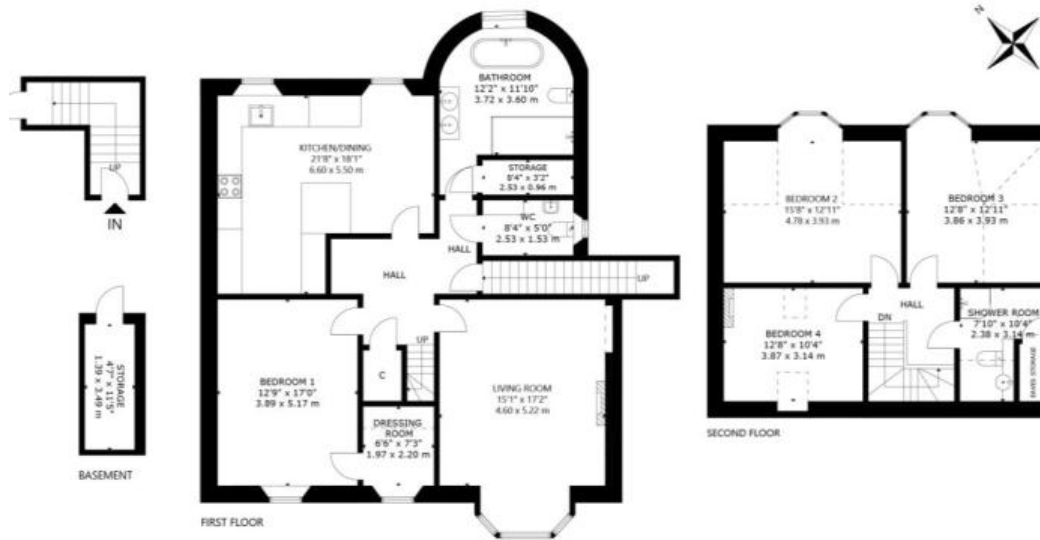 N
UP
IN
STORAGE
4'7" x 11'5"
1.39 x 3.49 m
BASEMENT
BATHROOM
12'2" x 11'10"
3.72 x 3.60 m
KITCHEN/DINING
21'8" x 18'1"
6.60 x 5.50 m
STORAGE
8'4" x 3'2"
2.53 x 0.96 m
WC
8'4" x 5'0"
2.53 x 1.53 m
HALL
HALL
UP
UP
C
BEDROOM 1
12'9" x 17'0"
3.89 x 5.17 m
DRESSING
ROOM
6'6" x 7'3"
1.97 x 2.20 m
LIVING ROOM
15'1" x 17'2"
4.60 x 5.22 m
FIRST FLOOR
BEDROOM 2
15'8" x 12'11"
4.78 x 3.93 m
BEDROOM 3
12'8" x 12'11"
3.86 x 3.93 m
HALL
DN
BEDROOM 4
12'8" x 10'4"
3.87 x 3.14 m
SHOWER ROOM
7'10" x 10'4"
2.38 x 3.14 m
EAVES STORAGE
SECOND FLOOR